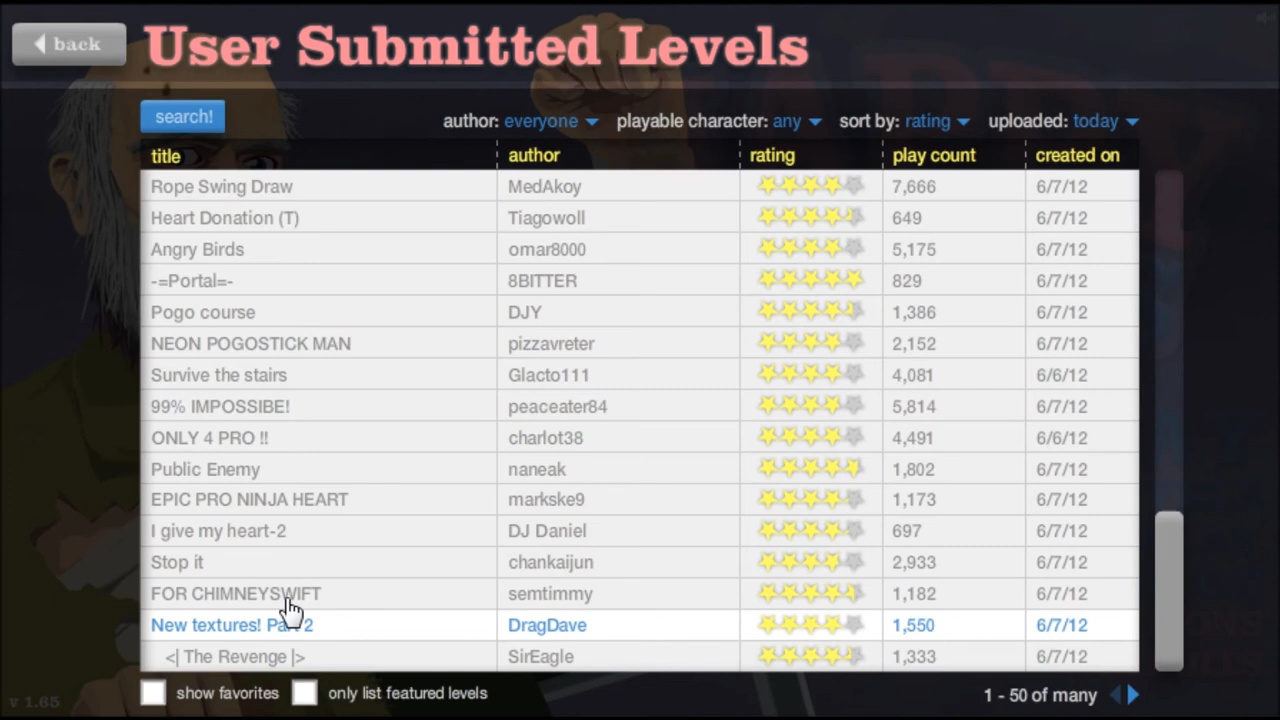 back User Submitted Levels
search! author: everyone playable character: any sort by: rating uploaded: today
title author rating play count created on
Rope Swing Draw MedAkoy 7,666 6/7/12
Heart Donation (T) Tiagowoll 649 6/7/12
Angry Birds omar8000 5,175 6/7/12
-=Portal=- 8BITTER 829 6/7/12
Pogo course DJY 1,386 6/7/12
NEON POGOSTICK MAN pizzavreter 2,152 6/7/12
Survive the stairs Glacto111 4,081 6/6/12
99% IMPOSSIBE! peaceater84 5,814 6/7/12
ONLY 4 PRO !! charlot38 4,491 6/6/12
Public Enemy naneak 1,802 6/7/12
EPIC PRO NINJA HEART markske9 1,173 6/7/12
I give my heart-2 DJ Daniel 697 6/7/12
Stop it chankaijun 2,933 6/7/12
FOR CHIMNEYSWIFT semtimmy 1,182 6/7/12
New textures! Part 2 DragDave 1,550 6/7/12
<| The Revenge |> SirEagle 1,333 6/7/12
show favorites only list featured levels 1 - 50 of many
v 1.65